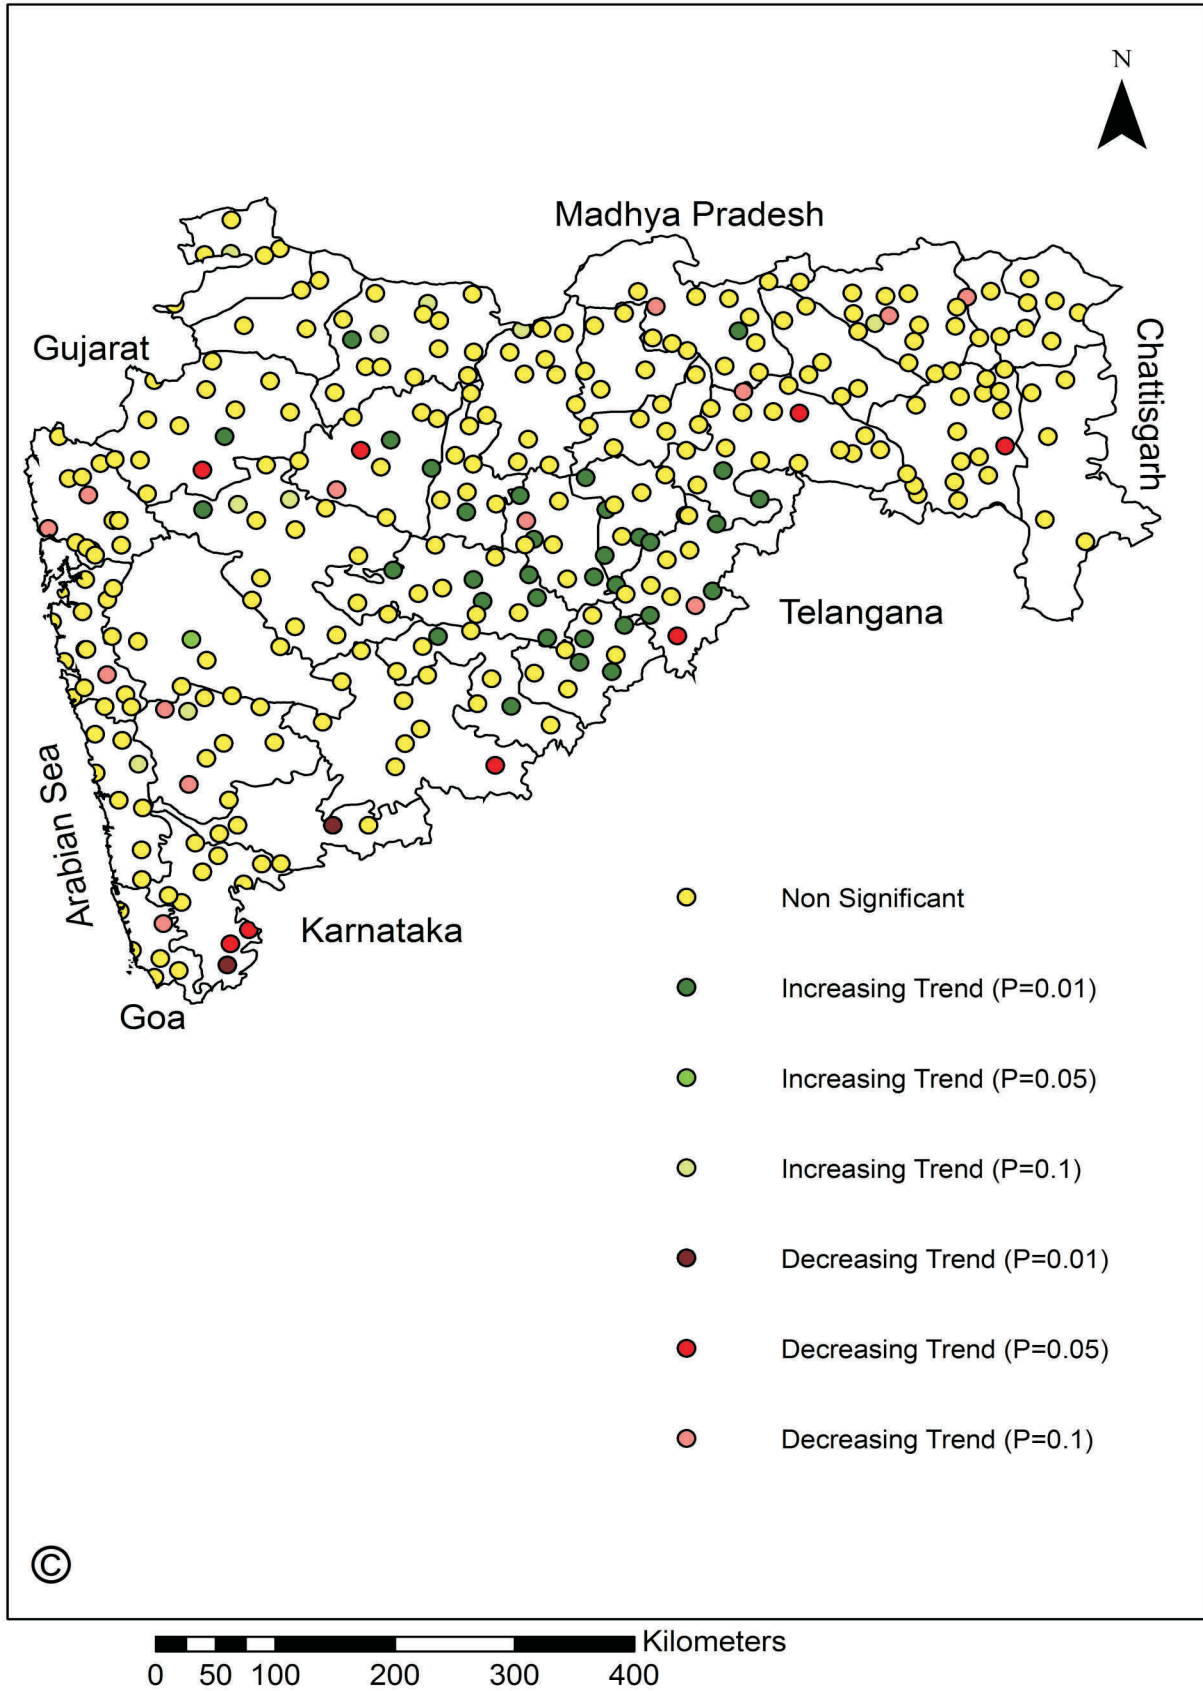 N
Madhya Pradesh
Gujarat
Chattisgarh
Telangana
Arabian Sea
Karnataka
Goa
Non Significant
Increasing Trend (P=0.01)
Increasing Trend (P=0.05)
Increasing Trend (P=0.1)
Decreasing Trend (P=0.01)
Decreasing Trend (P=0.05)
Decreasing Trend (P=0.1)
©
Kilometers
0 50 100 200 300 400